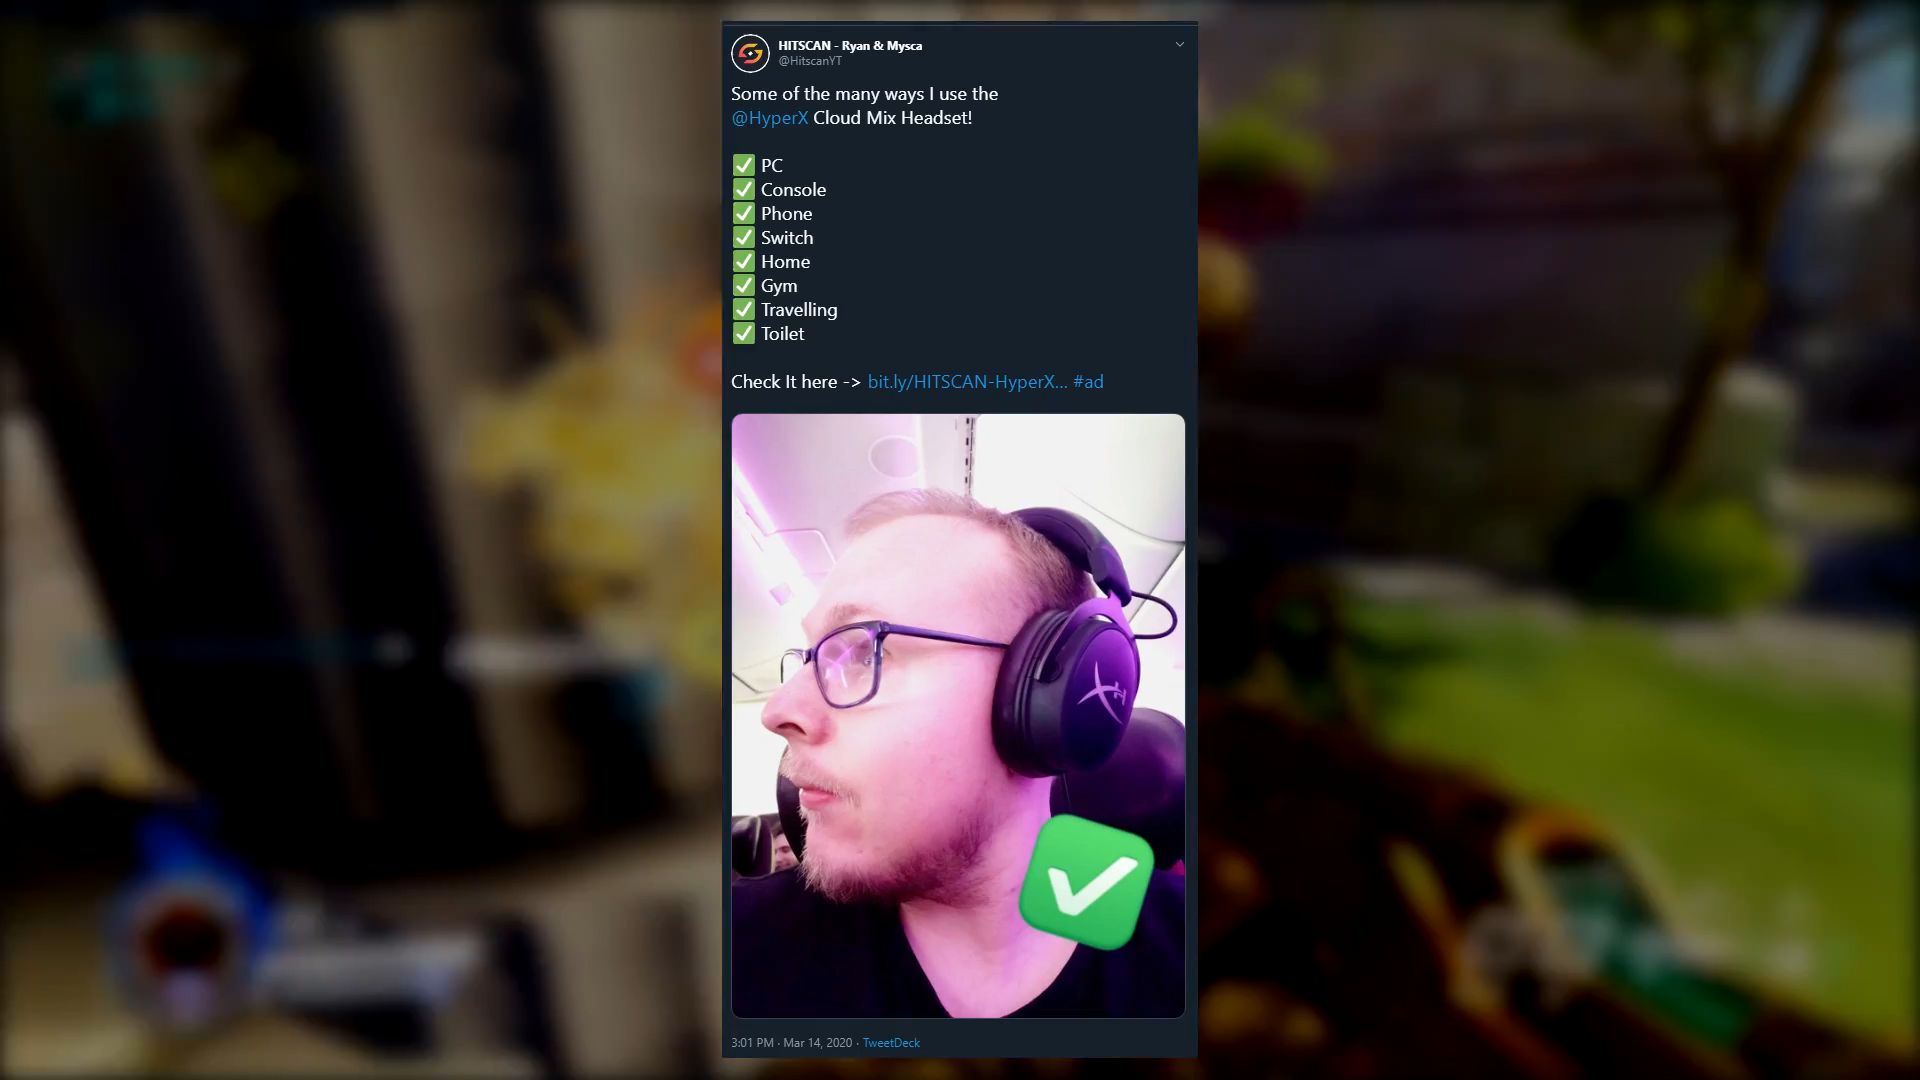 HITSCAN - Ryan & Mysca
@HitscanYT
Some of the many ways I use the
@HyperX Cloud Mix Headset!
✅ PC
✅ Console
✅ Phone
✅ Switch
✅ Home
✅ Gym
✅ Travelling
✅ Toilet
Check It here -> bit.ly/HITSCAN-HyperX... #ad
3:01 PM · Mar 14, 2020 · TweetDeck